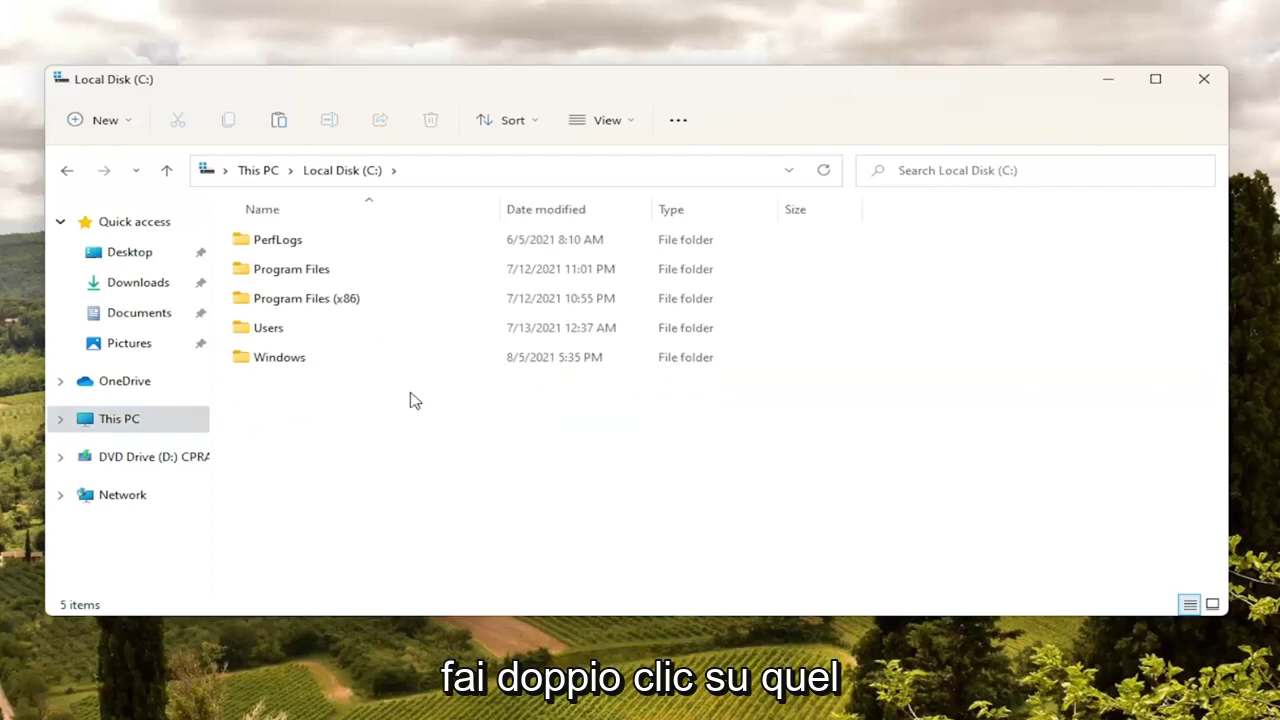 Local Disk (C:)
New
Sort
View
This PC
Local Disk (C:)
Search Local Disk (C:)
Name
Date modified
Type
Size
Quick access
Desktop
Downloads
Documents
Pictures
OneDrive
This PC
DVD Drive (D:) CPRA
Network
PerfLogs 6/5/2021 8:10 AM File folder
Program Files 7/12/2021 11:01 PM File folder
Program Files (x86) 7/12/2021 10:55 PM File folder
Users 7/13/2021 12:37 AM File folder
Windows 8/5/2021 5:35 PM File folder
5 items
fai doppio clic su quel